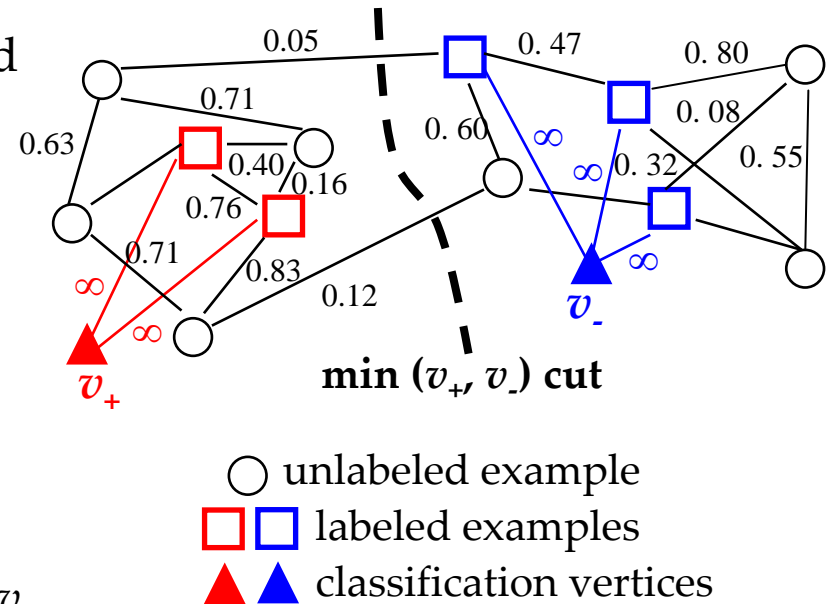 d
0.05
0. 47
0. 80
0.71
0. 08
0.63
0. 60
∞
0.40
∞
0. 32
0. 55
0.16
0.76
0.71
0.83
∞
∞
0.12
v-
∞
v+
min (v+, v-) cut
unlabeled example
labeled examples
classification vertices
w